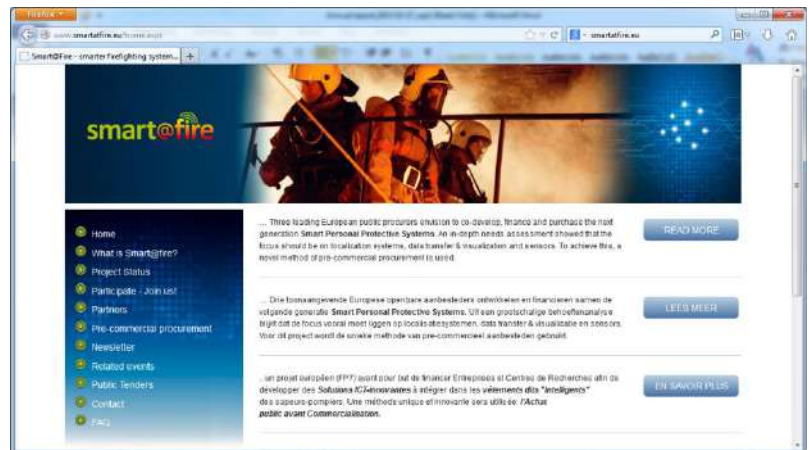 Firefox
www.smartatfire.eu/home.aspx
smartatfire.eu
Smart@Fire - smarter firefighting system...
smart@fire
Home
What is Smart@fire?
Project Status
Participate - Join us!
Partners
Pre-commercial procurement
Newsletter
Related events
Public Tenders
Contact
FAQ
... Three leading European public procurers envision to co-develop, finance and purchase the next
generation Smart Personal Protective Systems. An in-depth needs assessment showed that the
focus should be on localization systems, data transfer & visualization and sensors. To achieve this, a
novel method of pre-commercial procurement is used.
READ MORE
... Drie toonaangevende Europese openbare aanbesteders ontwikkelen en financieren samen de
volgende generatie Smart Personal Protective Systems. Uit een grootschalige behoeftenanalyse
blijkt dat de focus vooral moet liggen op localisatiesystemen, data transfer & visualisatie en sensors.
Voor dit project wordt de unieke methode van pre-commercieel aanbesteden gebruikt.
LEES MEER
...un projet européen (FP7) ayant pour but de financer Entreprises et Centres de Recherches afin de
développer des Solutions ICT-innovantes à intégrer dans les vêtements dits "intelligents"
des sapeurs-pompiers. Une méthode unique et innovante sera utilisée: l'Achat
public avant Commercialisation.
EN SAVOIR PLUS